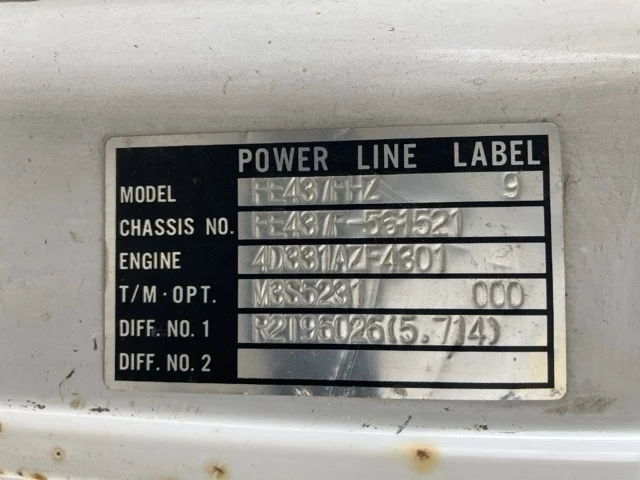 POWER LINE LABEL
MODEL FE437FHZ 9
CHASSIS NO. FE437F-561521
ENGINE 4D331AZ-4301
T/M·OPT. M3S5231 000
DIFF. NO. 1 R2196026(5.714)
DIFF. NO. 2